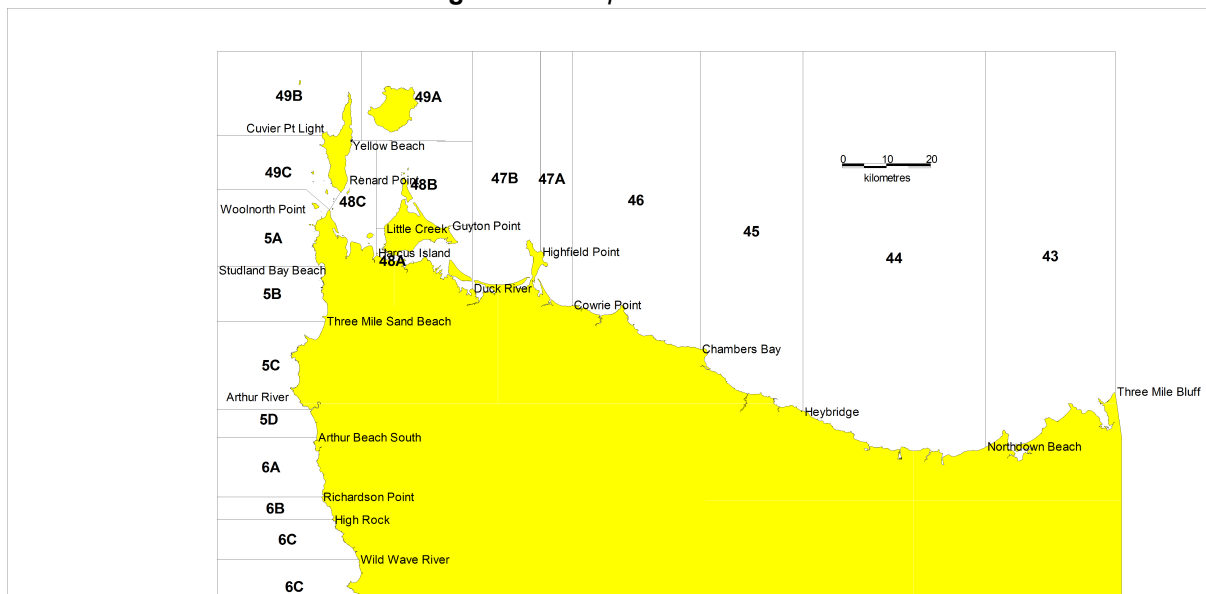 49B
49A
Cuvier Pt Light
Yellow Beach
49C
Renard Point
48B
47B
47A
0 10 20
kilometres
48C
46
Woolnorth Point
5A
Little Creek
Guyton Point
45
Harcus Island
48A
Highfield Point
44
43
Studland Bay Beach
5B
Duck River
Cowrie Point
Three Mile Sand Beach
Chambers Bay
5C
Arthur River
Three Mile Bluff
5D
Heybridge
Arthur Beach South
Northdown Beach
6A
Richardson Point
6B
High Rock
6C
Wild Wave River
6C